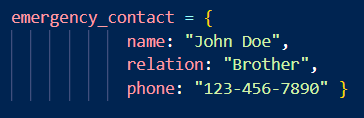 emergency_contact = {
name: "John Doe",
relation: "Brother",
phone: "123-456-7890" }